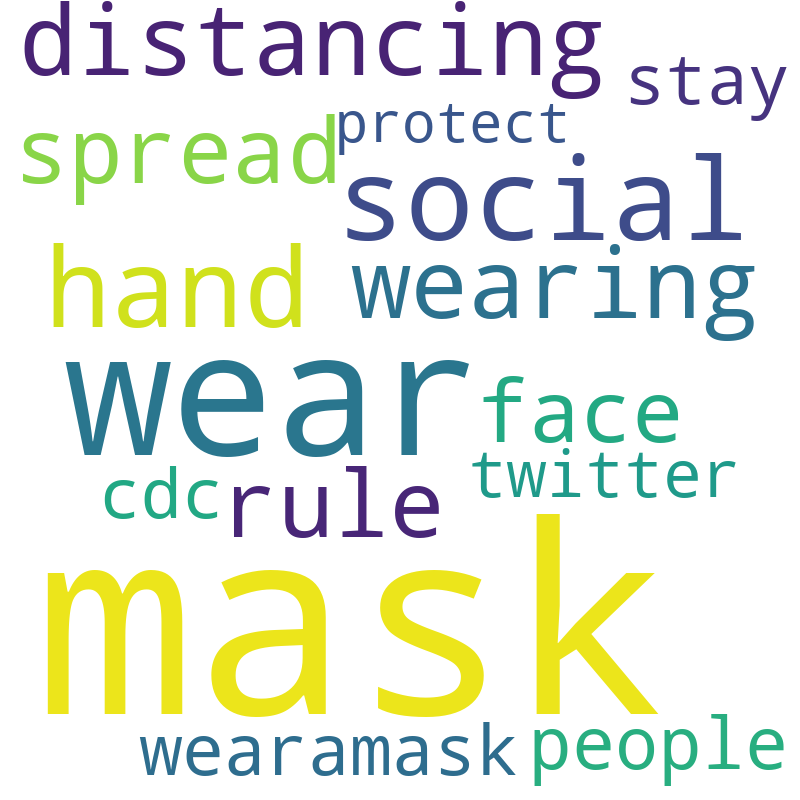 distancing
stay
protect
spread
social
hand
wearing
wear
face
twitter
cdc
rule
mask
wearamask
people